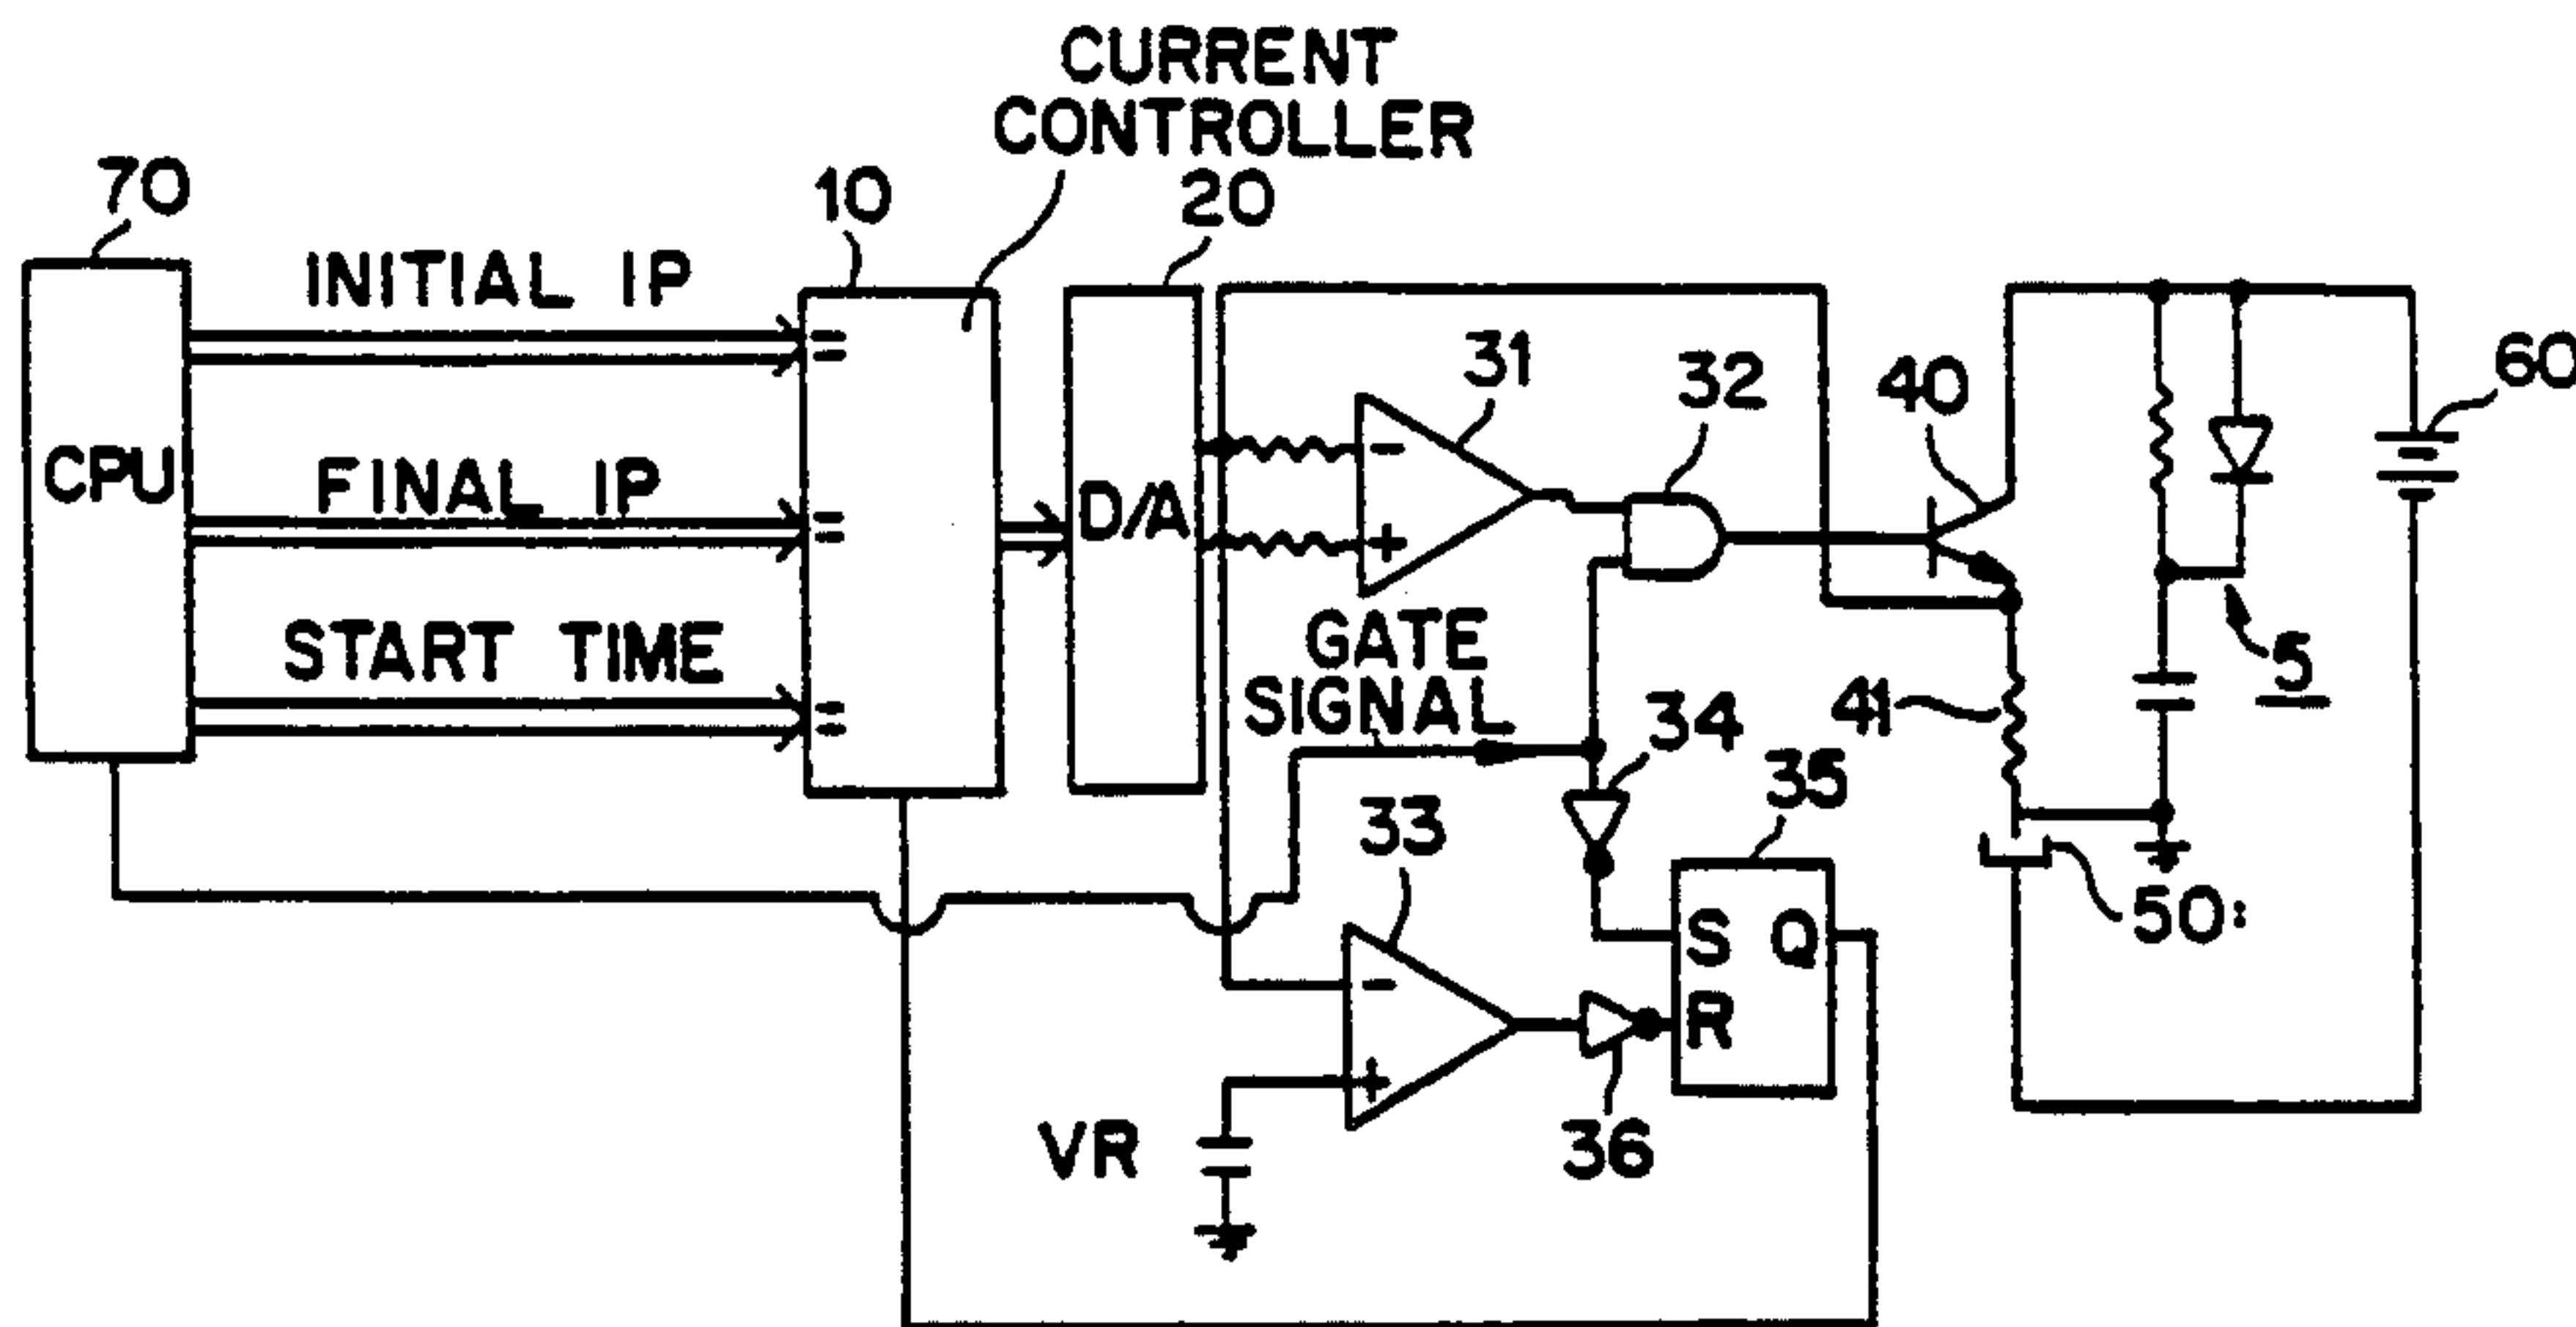 CURRENT
CONTROLLER
70
10
20
INITIAL IP
31
32
40
60
CPU
FINAL IP
D/A
-
+
GATE
SIGNAL
START TIME
5
34
41
35
33
50:
S Q
R
-
+
36
VR